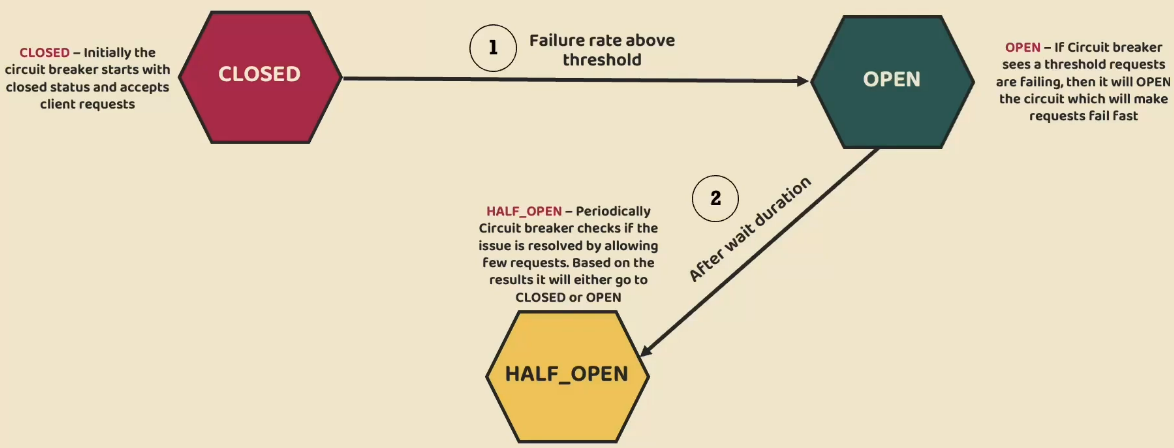 CLOSED – Initially the
circuit breaker starts with
closed status and accepts
client requests
CLOSED
1
Failure rate above
threshold
OPEN
OPEN – If Circuit breaker
sees a threshold requests
are failing, then it will OPEN
the circuit which will make
requests fail fast
2
After wait duration
HALF_OPEN – Periodically
Circuit breaker checks if the
issue is resolved by allowing
few requests. Based on the
results it will either go to
CLOSED or OPEN
HALF_OPEN